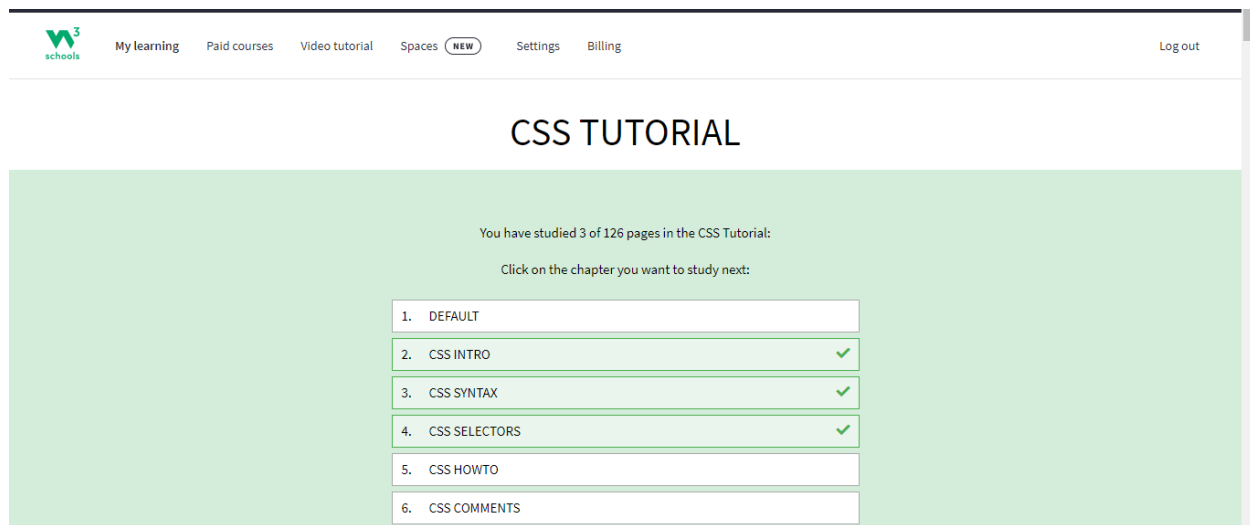 3
schools
My learning Paid courses Video tutorial Spaces NEW Settings Billing Log out
CSS TUTORIAL
You have studied 3 of 126 pages in the CSS Tutorial:
Click on the chapter you want to study next:
1. DEFAULT
2. CSS INTRO
3. CSS SYNTAX
4. CSS SELECTORS
5. CSS HOWTO
6. CSS COMMENTS